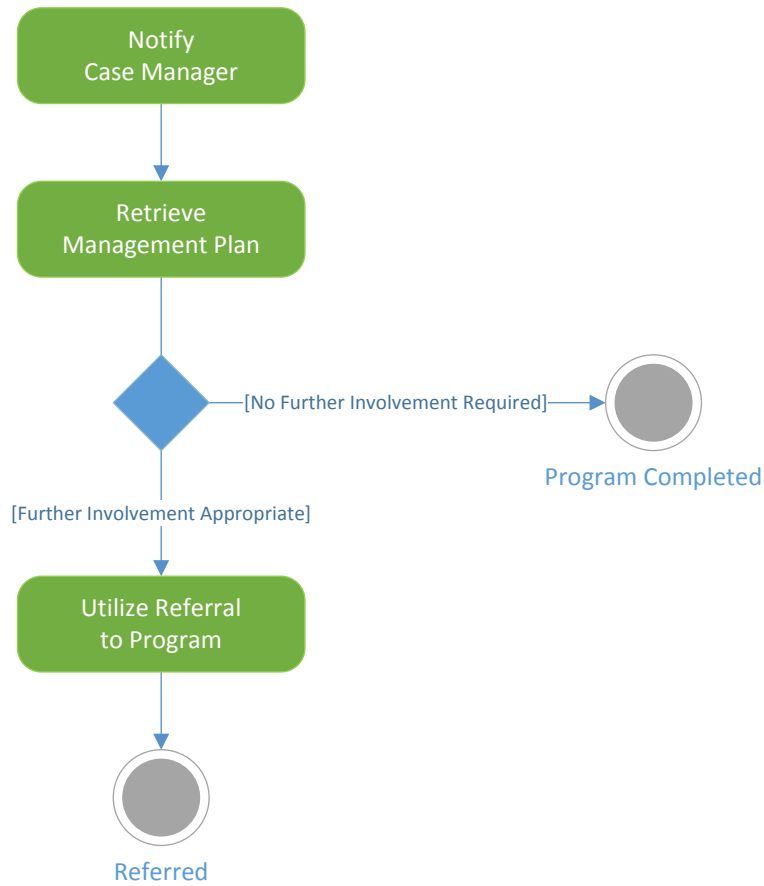 Notify
Case Manager
Retrieve
Management Plan
[No Further Involvement Required]
Program Completed
[Further Involvement Appropriate]
Utilize Referral
to Program
Referred